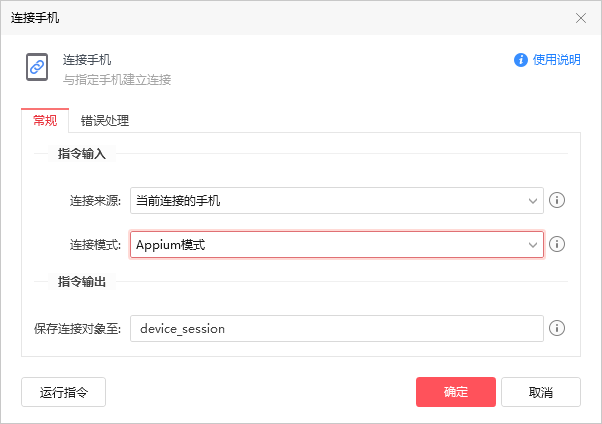 连接手机
连接手机
使用说明
与指定手机建立连接
常规
错误处理
指令输入
连接来源:
当前连接的手机
连接模式:
Appium模式
指令输出
保存连接对象至:
device_session
运行指令
确定
取消